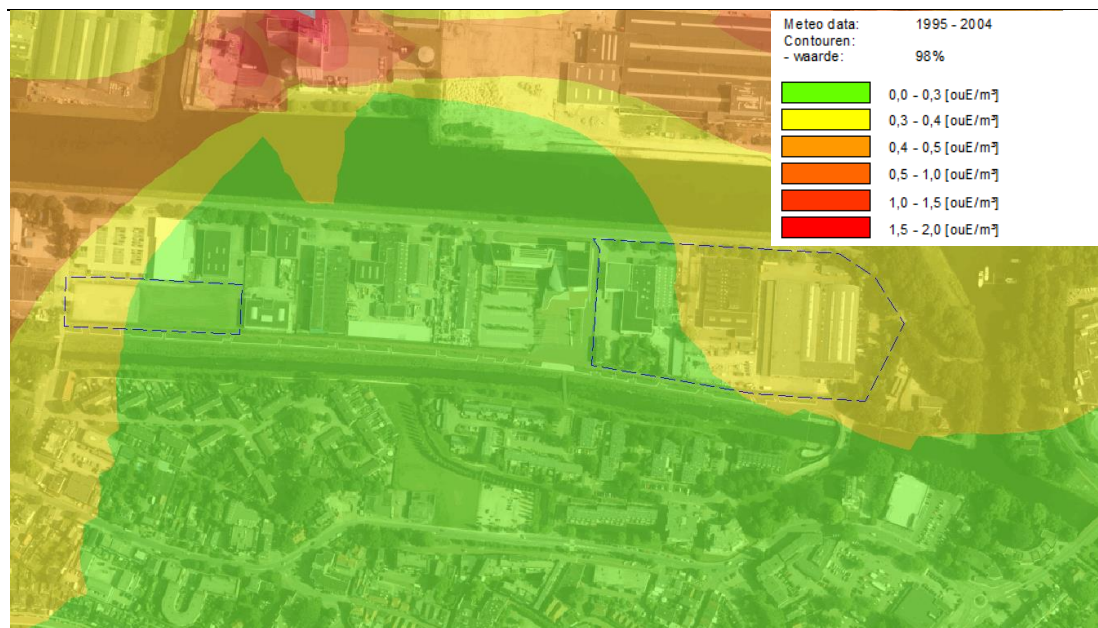 Meteo data: 1995 - 2004
Contouren:
- waarde: 98%
0,0 - 0,3 [ouE/m³]
0,3 - 0,4 [ouE/m³]
0,4 - 0,5 [ouE/m³]
0,5 - 1,0 [ouE/m³]
1,0 - 1,5 [ouE/m³]
1,5 - 2,0 [ouE/m³]